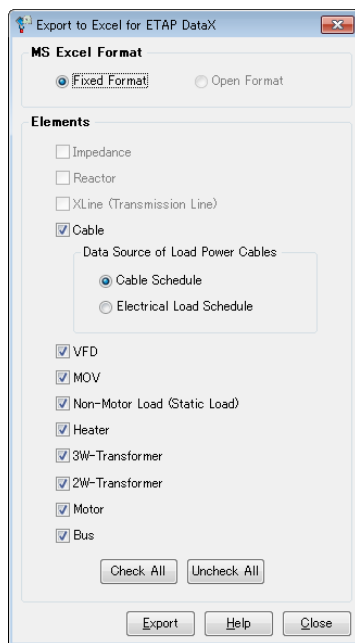 Export to Excel for ETAP DataX
MS Excel Format
Fixed Format
Open Format
Elements
Impedance
Reactor
XLine (Transmission Line)
Cable
Data Source of Load Power Cables
Cable Schedule
Electrical Load Schedule
VFD
MOV
Non-Motor Load (Static Load)
Heater
3W-Transformer
2W-Transformer
Motor
Bus
Check All Uncheck All
Export Help Close